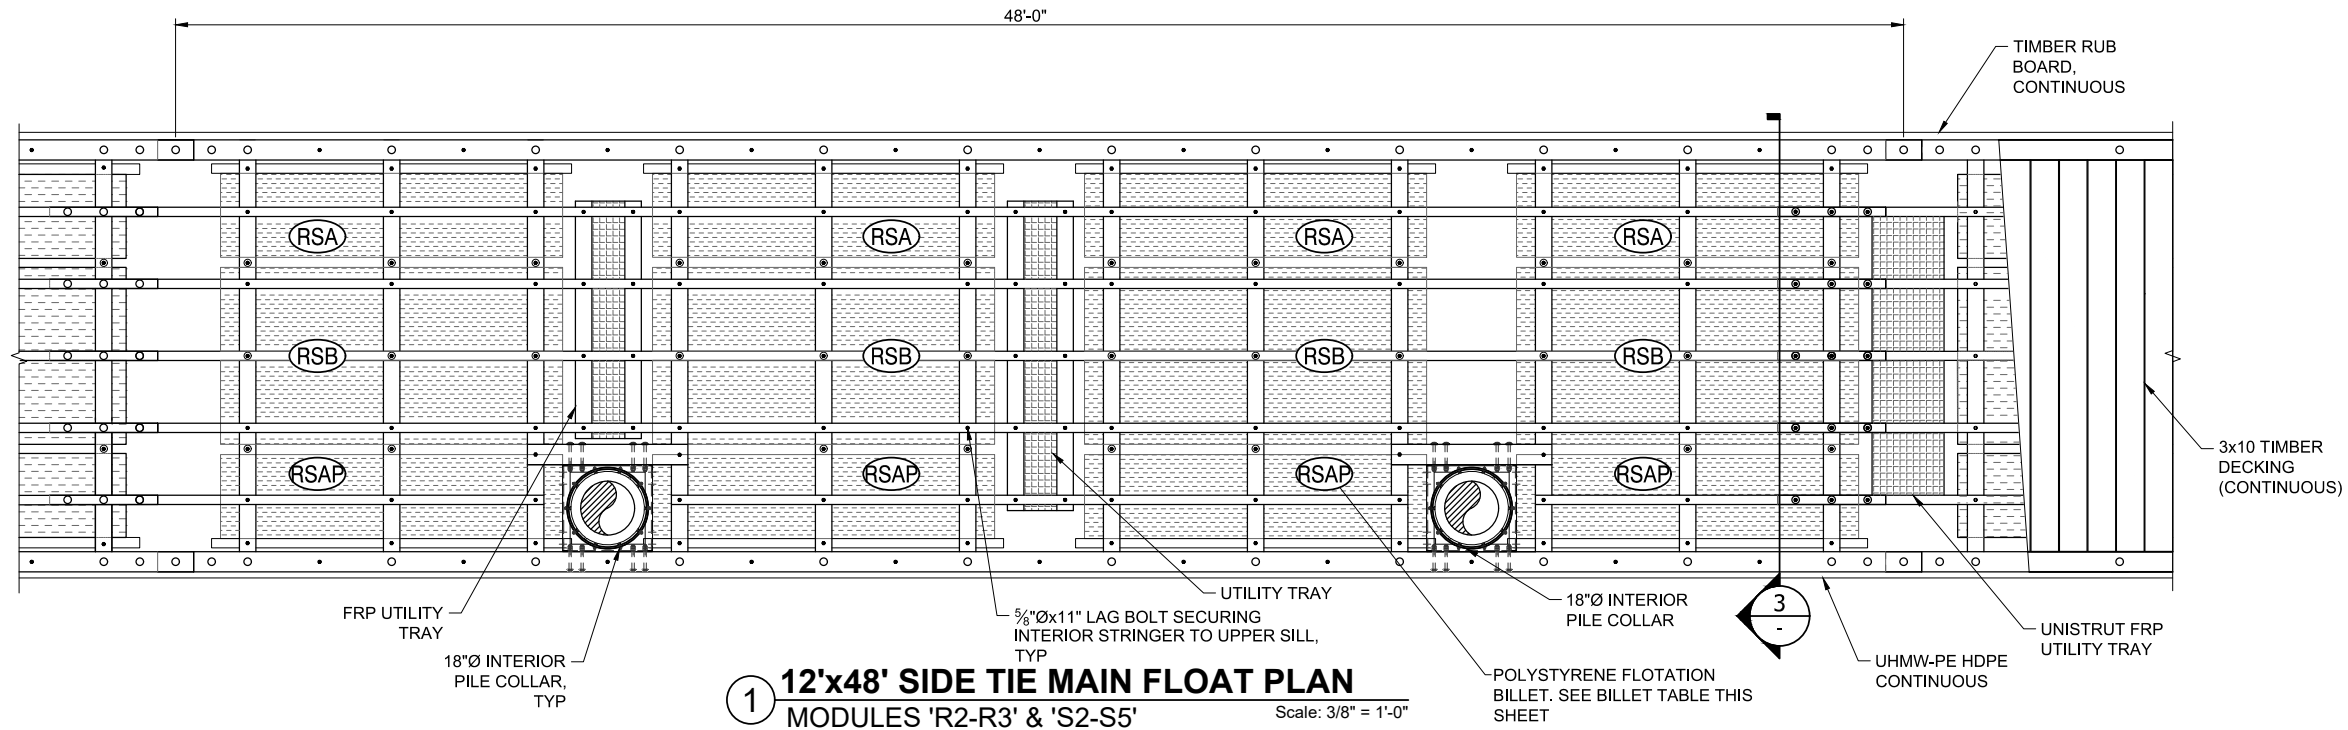 48'-0"
TIMBER RUB
BOARD,
CONTINUOUS
RSA
RSA
RSA
RSA
RSB
RSB
RSB
RSB
RSAP
RSAP
RSAP
RSAP
3x10 TIMBER
DECKING
(CONTINUOUS)
FRP UTILITY
TRAY
18"Ø INTERIOR
PILE COLLAR,
TYP
UTILITY TRAY
⅝"Øx11" LAG BOLT SECURING
INTERIOR STRINGER TO UPPER SILL,
TYP
18"Ø INTERIOR
PILE COLLAR
3
-
UNISTRUT FRP
UTILITY TRAY
UHMW-PE HDPE
CONTINUOUS
POLYSTYRENE FLOTATION
BILLET. SEE BILLET TABLE THIS
SHEET
1
12'x48' SIDE TIE MAIN FLOAT PLAN
MODULES 'R2-R3' & 'S2-S5'
Scale: 3/8" = 1'-0"